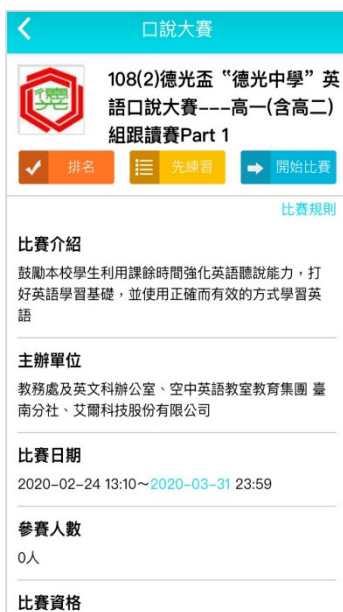 口說大賽
德光
108(2)德光盃“德光中學”英
語口說大賽---高一(含高二)
組跟讀賽Part 1
排名
先練習
開始比賽
比賽規則
比賽介紹
鼓勵本校學生利用課餘時間強化英語聽說能力，打
好英語學習基礎，並使用正確而有效的方式學習英
語
主辦單位
教務處及英文科辦公室、空中英語教室教育集團 臺
南分社、艾爾科技股份有限公司
比賽日期
2020-02-24 13:10~2020-03-31 23:59
參賽人數
0人
比賽資格